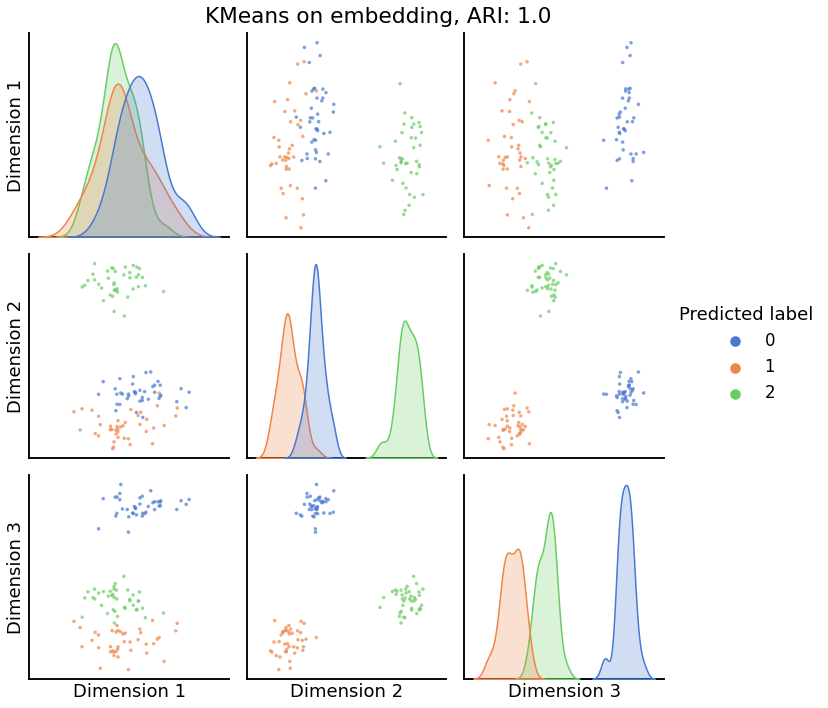 KMeans on embedding, ARI: 1.0
Dimension 1
Dimension 2
Predicted label
0
1
2
Dimension 3
Dimension 1
Dimension 2
Dimension 3